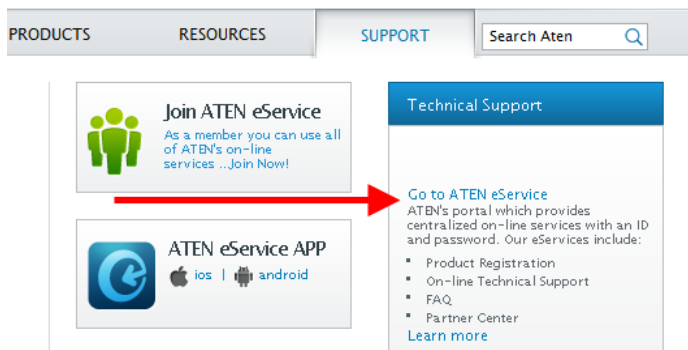 PRODUCTS
RESOURCES
SUPPORT
Search Aten
Join ATEN eService
As a member you can use all
of ATEN's on-line
services ...Join Now!
ATEN eService APP
ios | android
Technical Support
Go to ATEN eService
ATEN's portal which provides
centralized on-line services with an ID
and password. Our eServices include:
Product Registration
On-line Technical Support
FAQ
Partner Center
Learn more